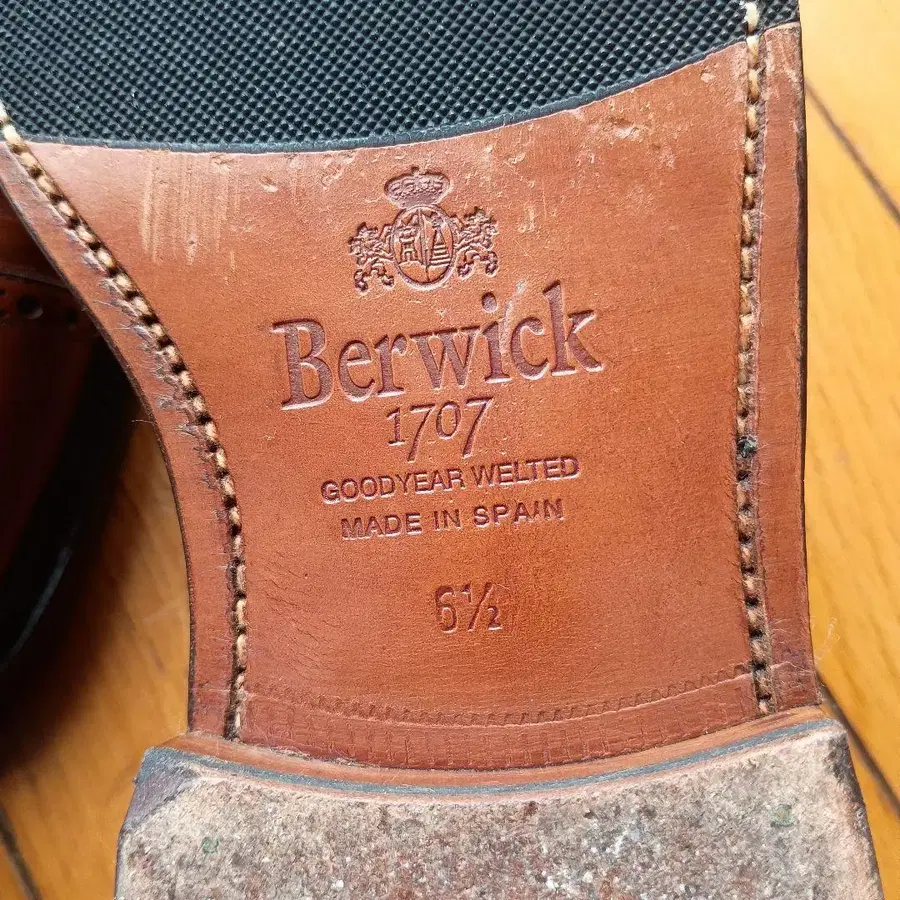 Berwick
1707
GOODYEAR WELTED
MADE IN SPAIN
6½